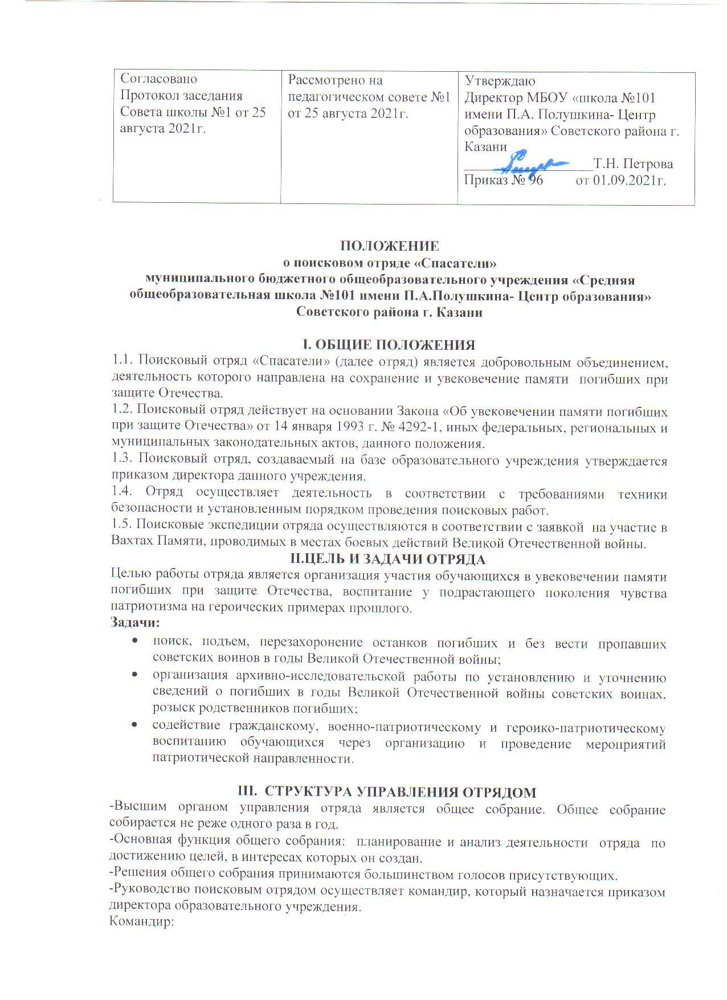 Согласовано
Протокол заседания
Совета школы №1 от 25
августа 2021г.
Рассмотрено на
педагогическом совете №1
от 25 августа 2021г.
Утверждаю
Директор МБОУ «школа №101
имени П.А. Полушкина- Центр
образования» Советского района г.
Казани
__________________Т.Н. Петрова
Приказ № 96 от 01.09.2021г.
ПОЛОЖЕНИЕ
о поисковом отряде «Спасатели»
муниципального бюджетного общеобразовательного учреждения «Средняя
общеобразовательная школа №101 имени П.А.Полушкина- Центр образования»
Советского района г. Казани
I. ОБЩИЕ ПОЛОЖЕНИЯ
1.1. Поисковый отряд «Спасатели» (далее отряд) является добровольным объединением,
деятельность которого направлена на сохранение и увековечение памяти погибших при
защите Отечества.
1.2. Поисковый отряд действует на основании Закона «Об увековечении памяти погибших
при защите Отечества» от 14 января 1993 г. № 4292-1, иных федеральных, региональных и
муниципальных законодательных актов, данного положения.
1.3. Поисковый отряд, создаваемый на базе образовательного учреждения утверждается
приказом директора данного учреждения.
1.4. Отряд осуществляет деятельность в соответствии с требованиями техники
безопасности и установленным порядком проведения поисковых работ.
1.5. Поисковые экспедиции отряда осуществляются в соответствии с заявкой на участие в
Вахтах Памяти, проводимых в местах боевых действий Великой Отечественной войны.
II.ЦЕЛЬ И ЗАДАЧИ ОТРЯДА
Целью работы отряда является организация участия обучающихся в увековечении памяти
погибших при защите Отечества, воспитание у подрастающего поколения чувства
патриотизма на героических примерах прошлого.
Задачи:
• поиск, подъем, перезахоронение останков погибших и без вести пропавших
советских воинов в годы Великой Отечественной войны;
• организация архивно-исследовательской работы по установлению и уточнению
сведений о погибших в годы Великой Отечественной войны советских воинах,
розыск родственников погибших;
• содействие гражданскому, военно-патриотическому и героико-патриотическому
воспитанию обучающихся через организацию и проведение мероприятий
патриотической направленности.
III. СТРУКТУРА УПРАВЛЕНИЯ ОТРЯДОМ
-Высшим органом управления отряда является общее собрание. Общее собрание
собирается не реже одного раза в год.
-Основная функция общего собрания: планирование и анализ деятельности отряда по
достижению целей, в интересах которых он создан.
-Решения общего собрания принимаются большинством голосов присутствующих.
-Руководство поисковым отрядом осуществляет командир, который назначается приказом
директора образовательного учреждения.
Командир: